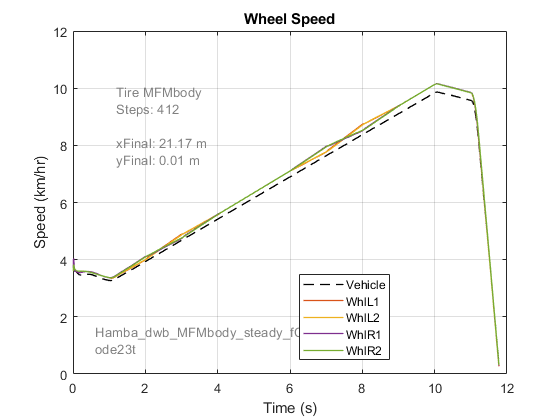 Wheel Speed
12
10
8
6
4
2
0
Speed (km/hr)
Tire MFMbody
Steps: 412
xFinal: 21.17 m
yFinal: 0.01 m
Vehicle
WhlL1
WhlL2
WhlR1
WhlR2
Hamba_dwb_MFMbody_steady_f
ode23t
0 2 4 6 8 10 12
Time (s)